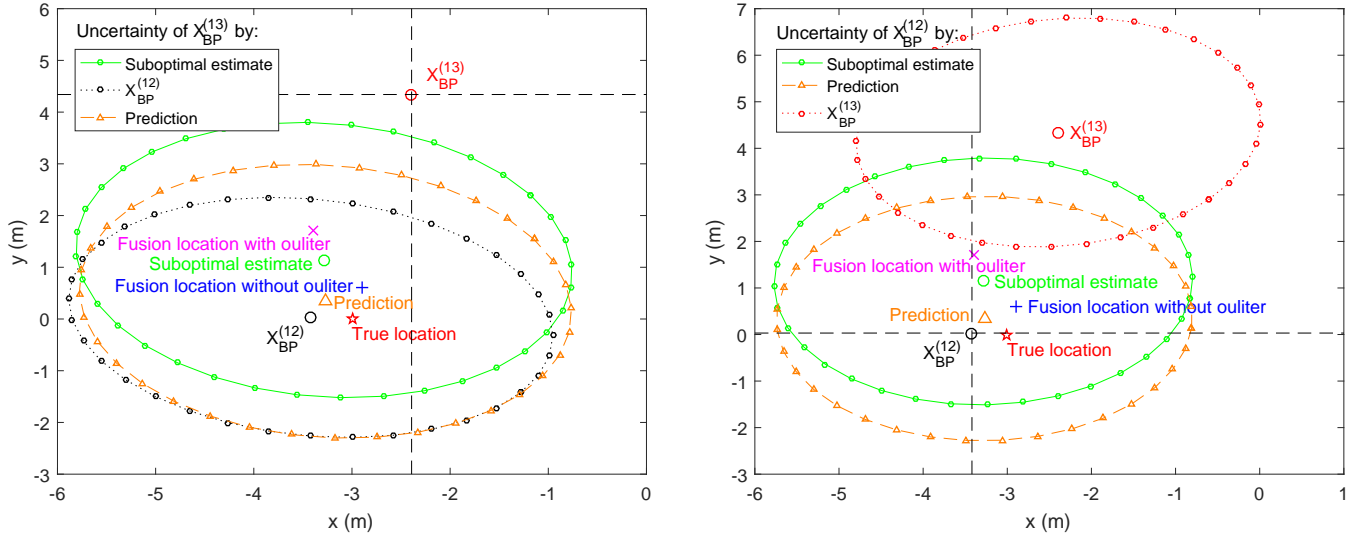 Uncertainty of X_BP^(13) by:
Suboptimal estimate
X_BP^(12)
Prediction
X_BP^(13)
Fusion location with ouliter
Suboptimal estimate
Fusion location without ouliter
Prediction
X_BP^(12)
True location
y (m)
7
6
5
4
3
2
1
0
-1
-2
-3
-6
-5
-4
-3
-2
-1
0
x (m)
Uncertainty of X_BP^(12) by:
Suboptimal estimate
Prediction
X_BP^(13)
X_BP^(13)
Fusion location with ouliter
Suboptimal estimate
Fusion location without ouliter
Prediction
X_BP^(12)
True location
y (m)
7
6
5
4
3
2
1
0
-1
-2
-3
-6
-5
-4
-3
-2
-1
0
1
x (m)